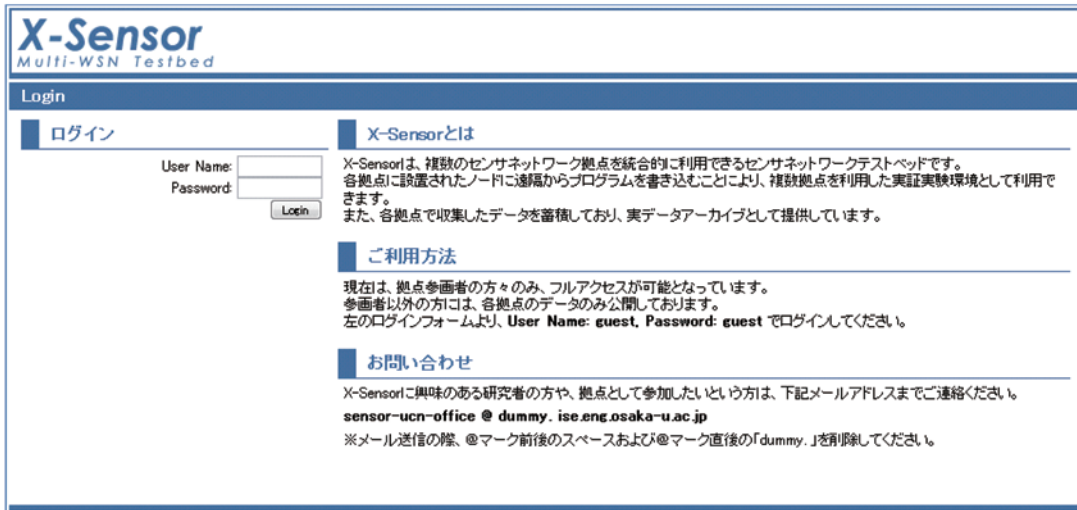 X-Sensor
Multi-WSN Testbed
Login
ログイン
User Name:
Password:
Login
X-Sensorとは
X-Sensorは、複数のセンサネットワーク拠点を統合的に利用できるセンサネットワークテストベッドです。
各拠点に設置されたノードに遠隔からプログラムを書き込むことにより、複数拠点を利用した実証実験環境として利用で
きます。
また、各拠点で収集したデータを蓄積しており、実データアーカイブとして提供しています。
ご利用方法
現在は、拠点参画者の方々のみ、フルアクセスが可能となっています。
参画者以外の方には、各拠点のデータのみ公開しております。
左のログインフォームより、User Name: guest, Password: guest でログインしてください。
お問い合わせ
X-Sensorに興味のある研究者の方や、拠点として参加したいという方は、下記メールアドレスまでご連絡ください。
sensor-ucn-office @ dummy. ise.eng.osaka-u.ac.jp
※メール送信の際、@マーク前後のスペースおよび@マーク直後の「dummy. 」を削除してください。